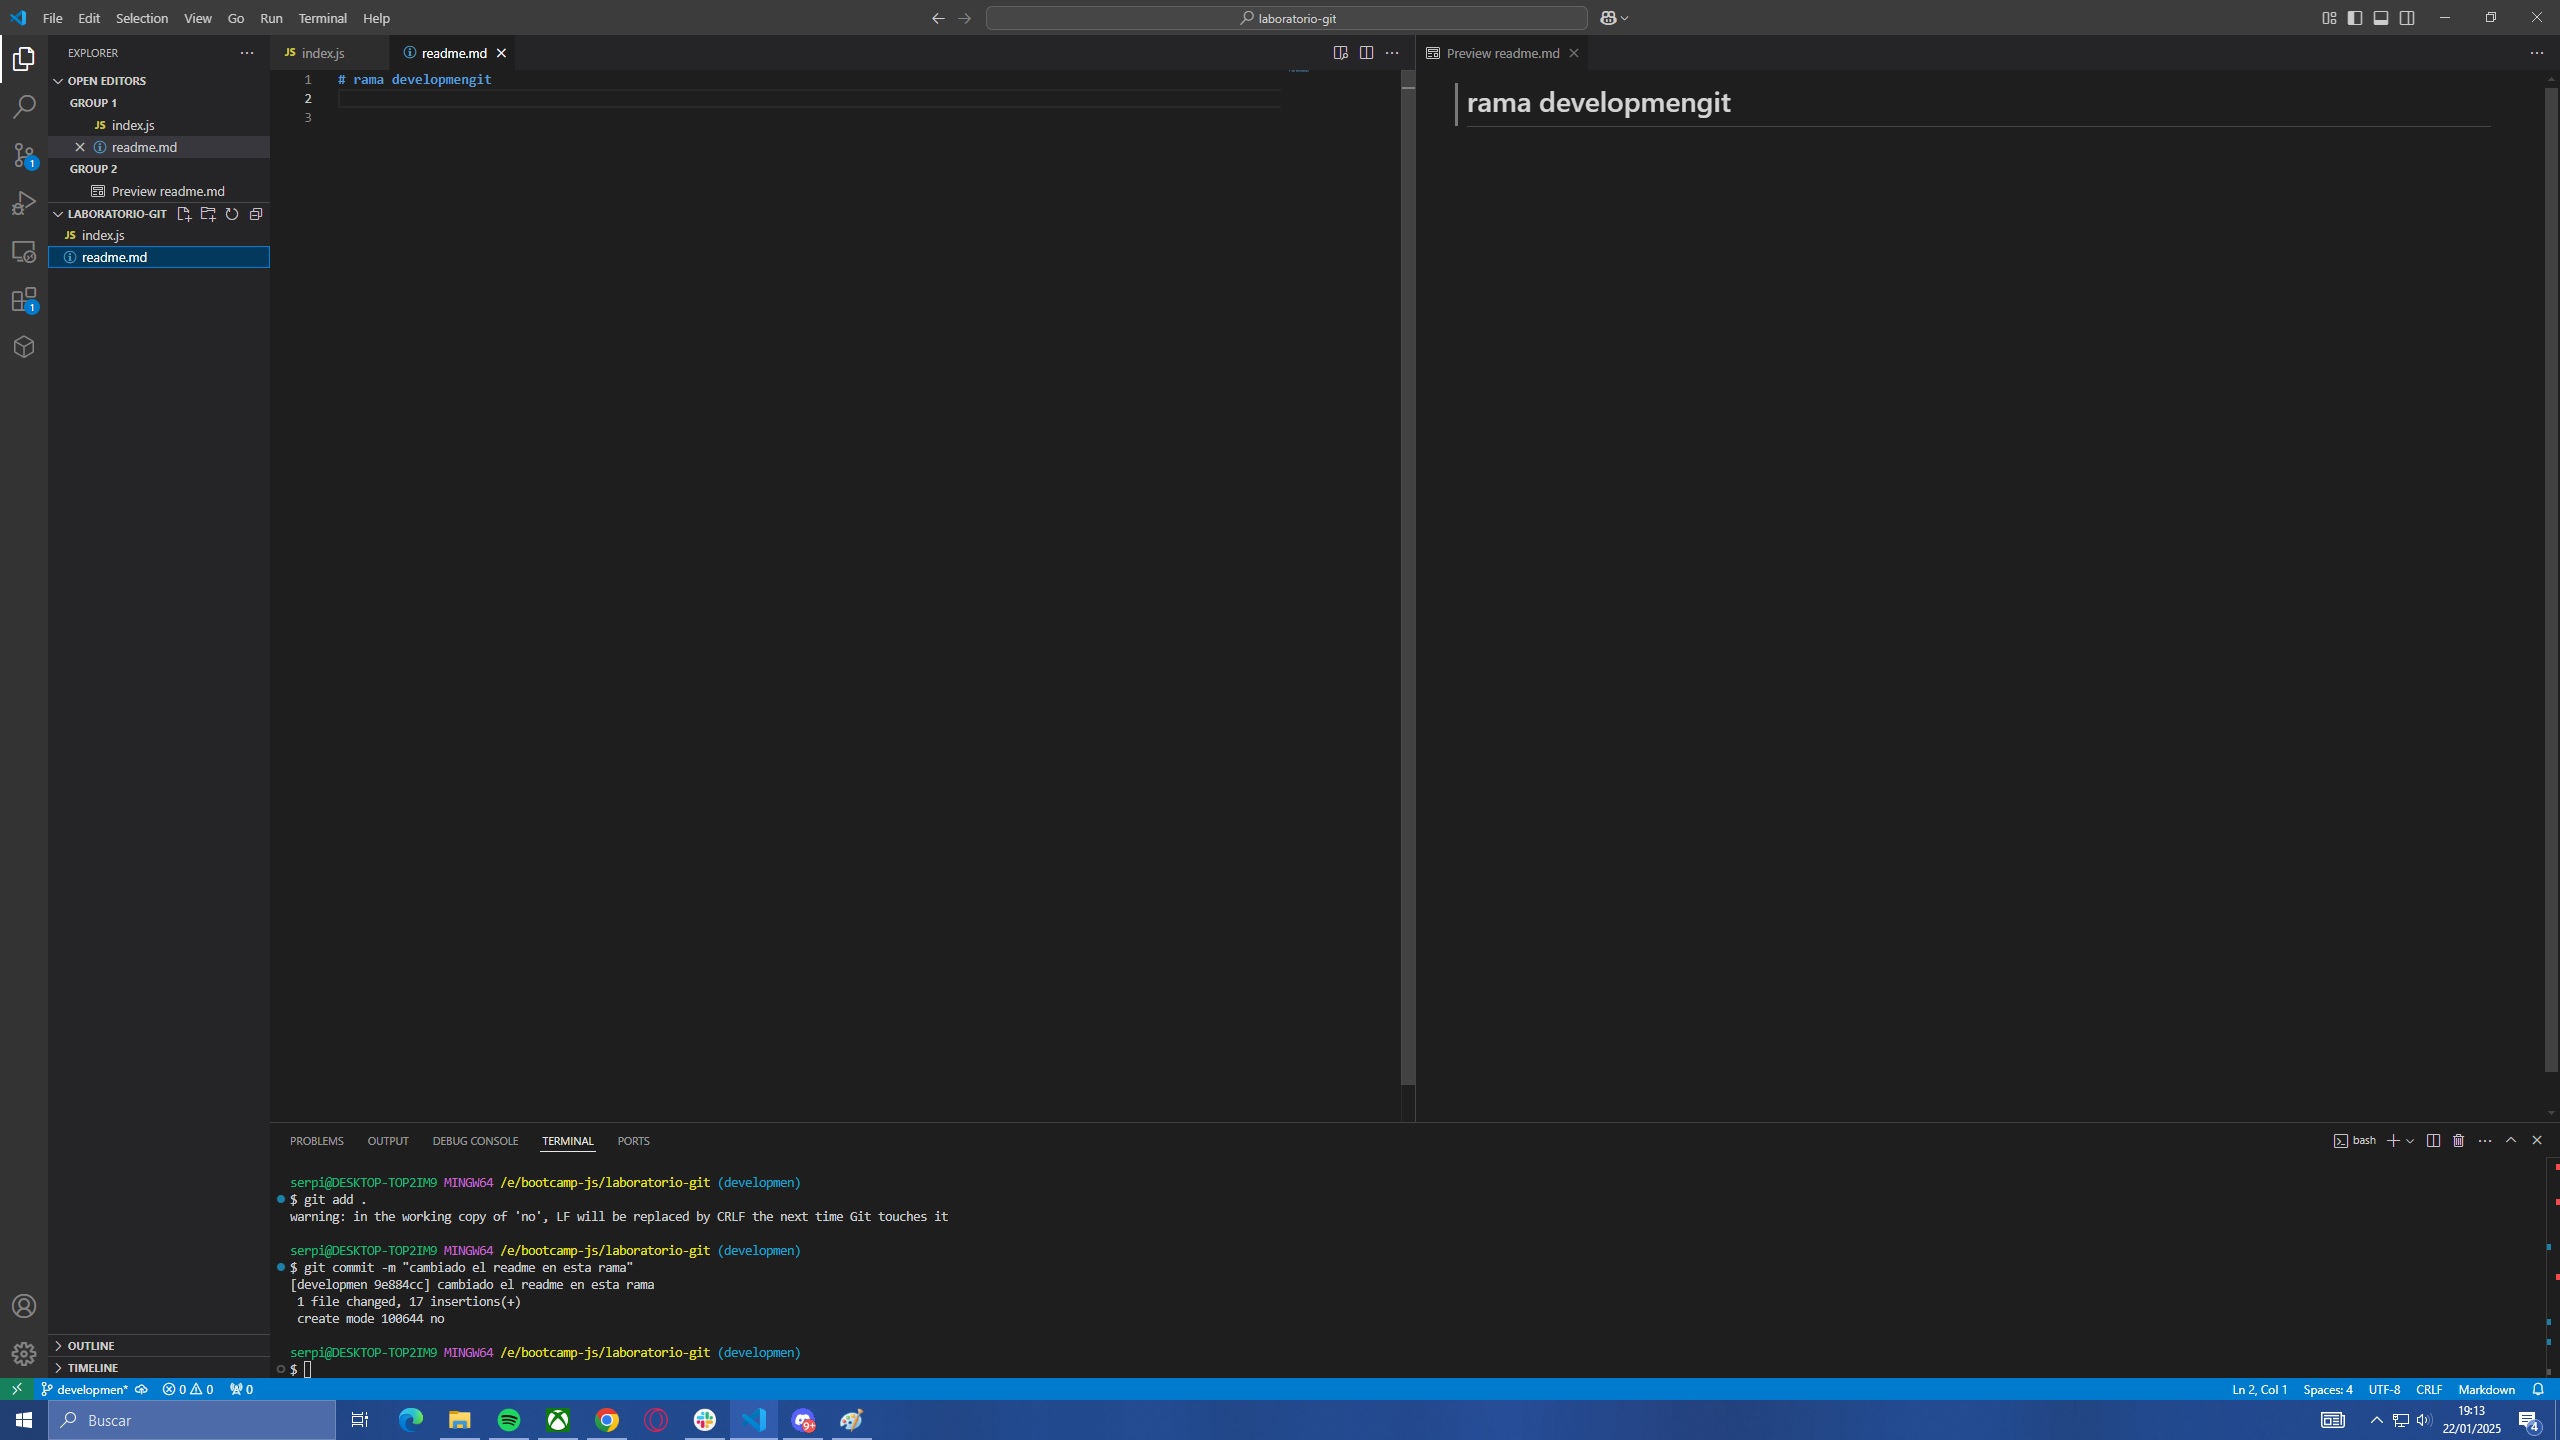 File Edit Selection View Go Run Terminal Help
laboratorio-git
EXPLORER
OPEN EDITORS
GROUP 1
JS index.js
readme.md
GROUP 2
Preview readme.md
LABORATORIO-GIT
JS index.js
readme.md
OUTLINE
TIMELINE
1
1
JS index.js
readme.md
1 # rama developmengit
2
3
Preview readme.md
rama developmengit
PROBLEMS OUTPUT DEBUG CONSOLE TERMINAL PORTS
bash
serpi@DESKTOP-TOP2IM9 MINGW64 /e/bootcamp-js/laboratorio-git (developmen)
$ git add .
warning: in the working copy of 'no', LF will be replaced by CRLF the next time Git touches it
serpi@DESKTOP-TOP2IM9 MINGW64 /e/bootcamp-js/laboratorio-git (developmen)
$ git commit -m "cambiado el readme en esta rama"
[developmen 9e884cc] cambiado el readme en esta rama
1 file changed, 17 insertions(+)
create mode 100644 no
serpi@DESKTOP-TOP2IM9 MINGW64 /e/bootcamp-js/laboratorio-git (developmen)
$
developmen* 0 0 0
Ln 2, Col 1 Spaces: 4 UTF-8 CRLF Markdown
Buscar
9+
19:13
22/01/2025
4